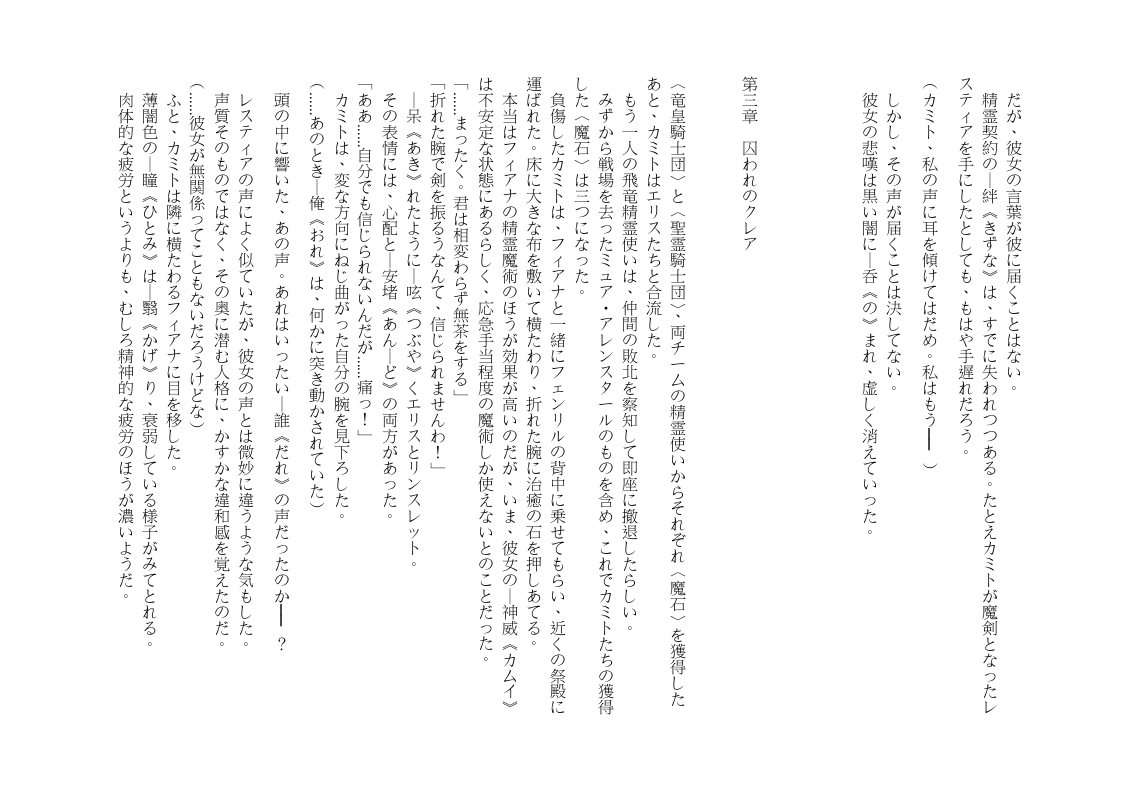 だが、彼女の言葉が彼に届くことはない。
精霊契約の―絆《きずな》は、すでに失われつつある。たとえカミトが魔剣となったレ
スティアを手にしたとしても、もはや手遅れだろう。
（カミト、私の声に耳を傾けてはだめ。私はもう━━ ）
しかし、その声が届くことは決してない。
彼女の悲嘆は黒い闇に―呑《の》まれ、虚しく消えていった。
第三章 囚われのクレア
〈竜皇騎士団〉と〈聖霊騎士団〉、両チームの精霊使いからそれぞれ〈魔石〉を獲得した
あと、カミトはエリスたちと合流した。
もう一人の飛竜精霊使いは、仲間の敗北を察知して即座に撤退したらしい。
みずから戦場を去ったミュア・アレンスタールのものを含め、これでカミトたちの獲得
した〈魔石〉は三つになった。
負傷したカミトは、フィアナと一緒にフェンリルの背中に乗せてもらい、近くの祭殿に
運ばれた。床に大きな布を敷いて横たわり、折れた腕に治癒の石を押しあてる。
本当はフィアナの精霊魔術のほうが効果が高いのだが、いま、彼女の―神威《カムイ》
は不安定な状態にあるらしく、応急手当程度の魔術しか使えないとのことだった。
「……まったく。君は相変わらず無茶をする」
「折れた腕で剣を振るうなんて、信じられませんわ！」
―呆《あき》れたように―呟《つぶや》くエリスとリンスレット。
その表情には、心配と―安堵《あん―ど》の両方があった。
「ああ……自分でも信じられないんだが……痛っ！」
カミトは、変な方向にねじ曲がった自分の腕を見下ろした。
（……あのとき―俺《おれ》は、何かに突き動かされていた）
頭の中に響いた、あの声。あれはいったい―誰《だれ》の声だったのか━━ ？
レスティアの声によく似ていたが、彼女の声とは微妙に違うような気もした。
声質そのものではなく、その奥に潜む人格に、かすかな違和感を覚えたのだ。
（……彼女が無関係ってこともないだろうけどな）
ふと、カミトは隣に横たわるフィアナに目を移した。
薄闇色の―瞳《ひとみ》は―翳《かげ》り、衰弱している様子がみてとれる。
肉体的な疲労というよりも、むしろ精神的な疲労のほうが濃いようだ。